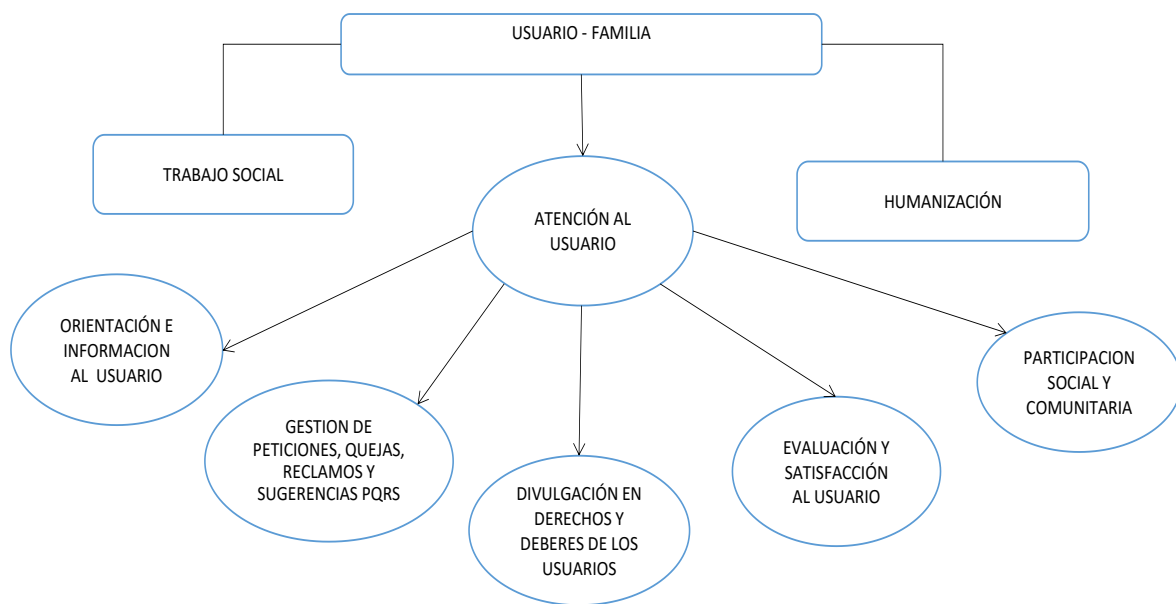 USUARIO - FAMILIA
TRABAJO SOCIAL
HUMANIZACIÓN
ATENCIÓN AL
USUARIO
ORIENTACIÓN E
INFORMACION
AL USUARIO
GESTION DE
PETICIONES, QUEJAS,
RECLAMOS Y
SUGERENCIAS PQRS
DIVULGACIÓN EN
DERECHOS Y
DEBERES DE LOS
USUARIOS
EVALUACIÓN Y
SATISFACCIÓN
AL USUARIO
PARTICIPACION
SOCIAL Y
COMUNITARIA